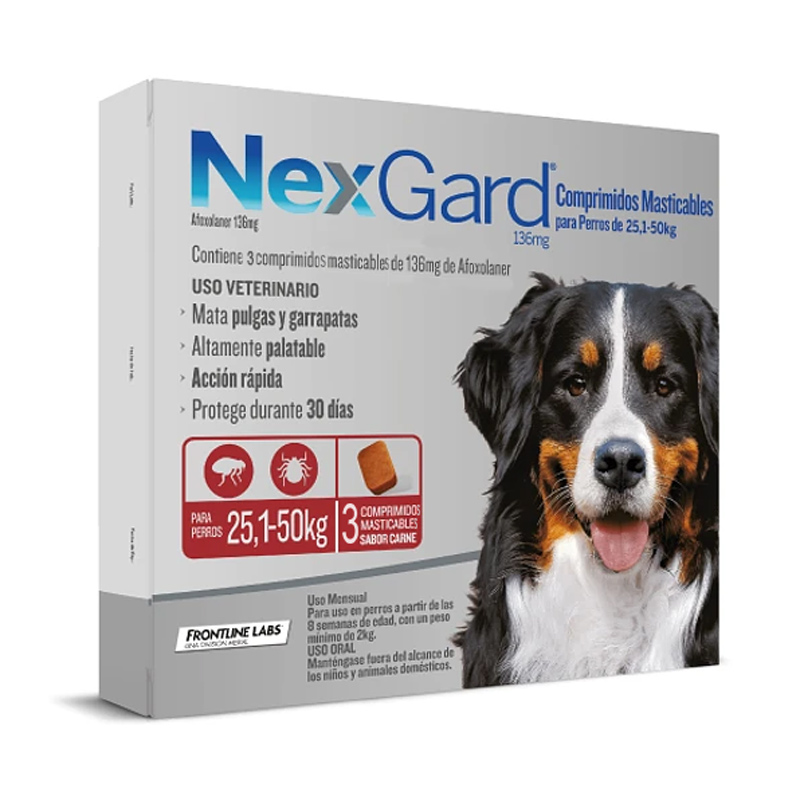 NexGard®
Comprimidos Masticables
para Perros de 25,1-50kg
Afoxolaner 136mg
136mg
Contiene 3 comprimidos masticables de 136mg de Afoxolaner
USO VETERINARIO
› Mata pulgas y garrapatas
› Altamente palatable
› Acción rápida
› Protege durante 30 días
PARA
PERROS
25,1-50kg
3
COMPRIMIDOS
MASTICABLES
SABOR CARNE
FRONTLINE LABS
Uso Mensual
Para uso en perros a partir de las
8 semanas de edad, con un peso
mínimo de 2kg.
USO ORAL
Manténgase fuera del alcance de
los niños y animales domésticos.